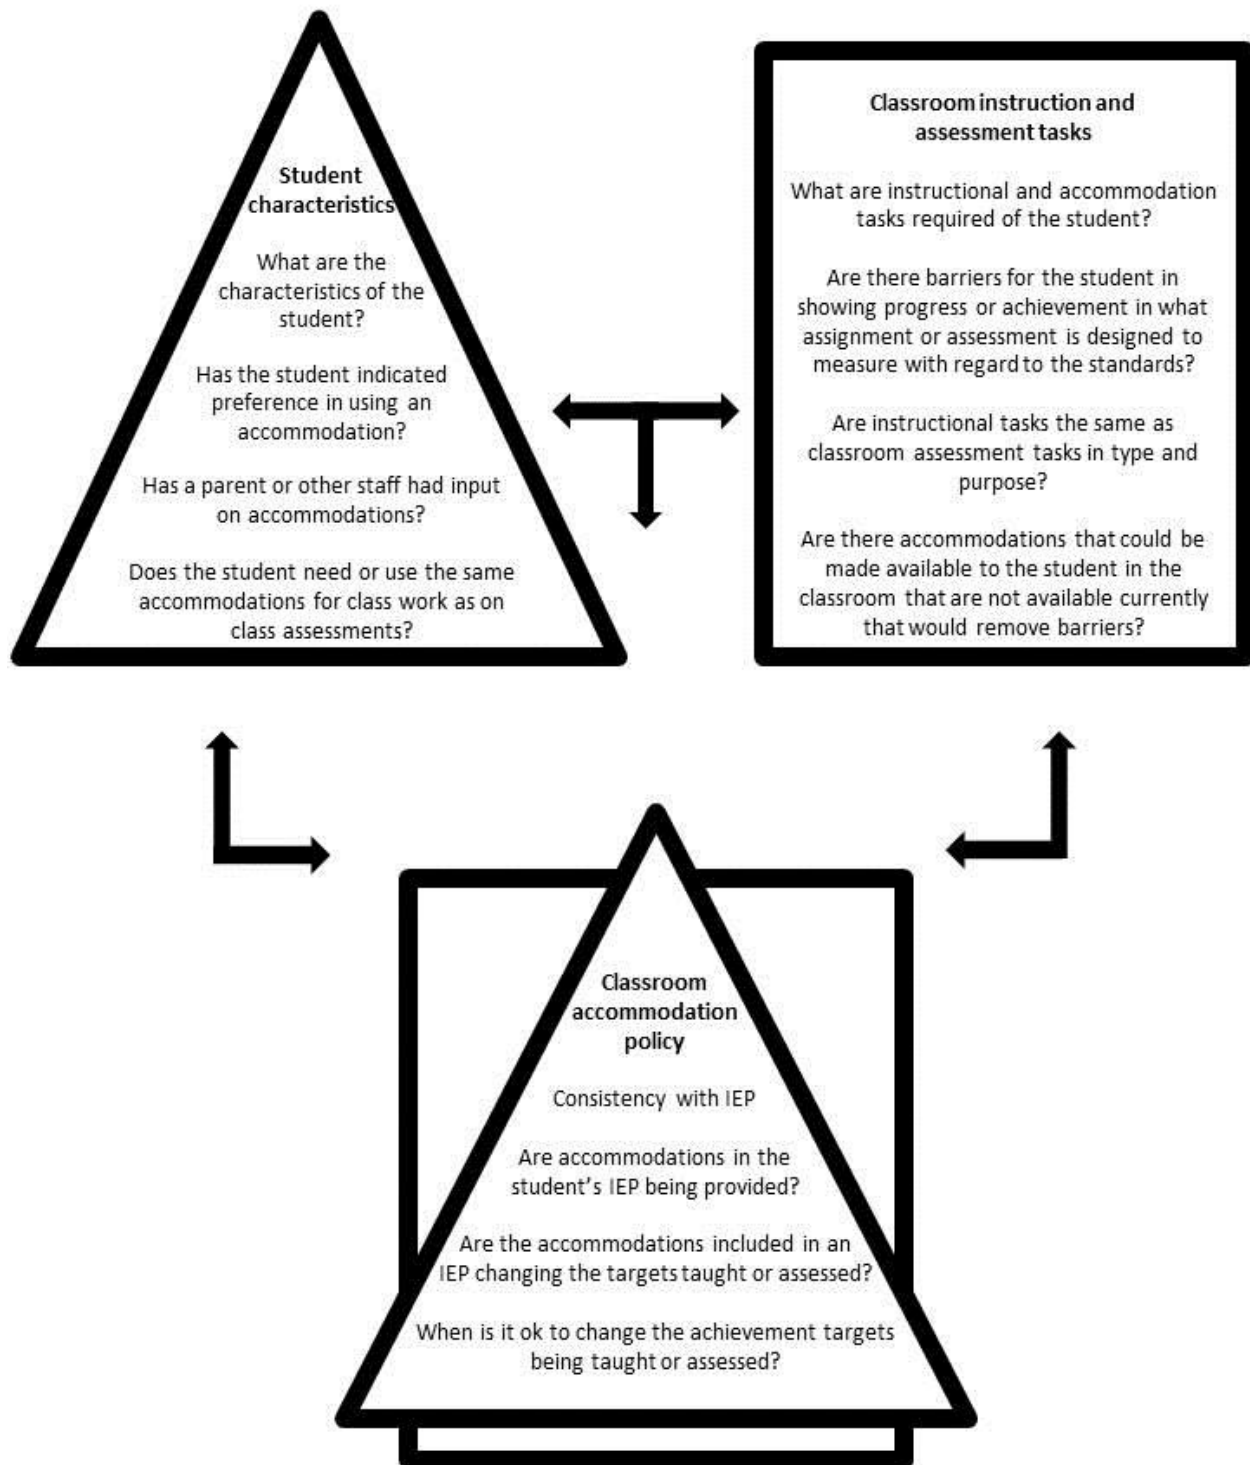 Student
characteristics
What are the
characteristics of the
student?
Has the student indicated
preference in using an
accommodation?
Has a parent or other staff had input
on accommodations?
Does the student need or use the same
accommodations for class work as on
class assessments?
Classroom instruction and
assessment tasks
What are instructional and accommodation
tasks required of the student?
Are there barriers for the student in
showing progress or achievement in what
assignment or assessment is designed to
measure with regard to the standards?
Are instructional tasks the same as
classroom assessment tasks in type and
purpose?
Are there accommodations that could be
made available to the student in the
classroom that are not available currently
that would remove barriers?
Classroom
accommodation
policy
Consistency with IEP
Are accommodations in the
student's IEP being provided?
Are the accommodations included in an
IEP changing the targets taught or assessed?
When is it ok to change the achievement targets
being taught or assessed?